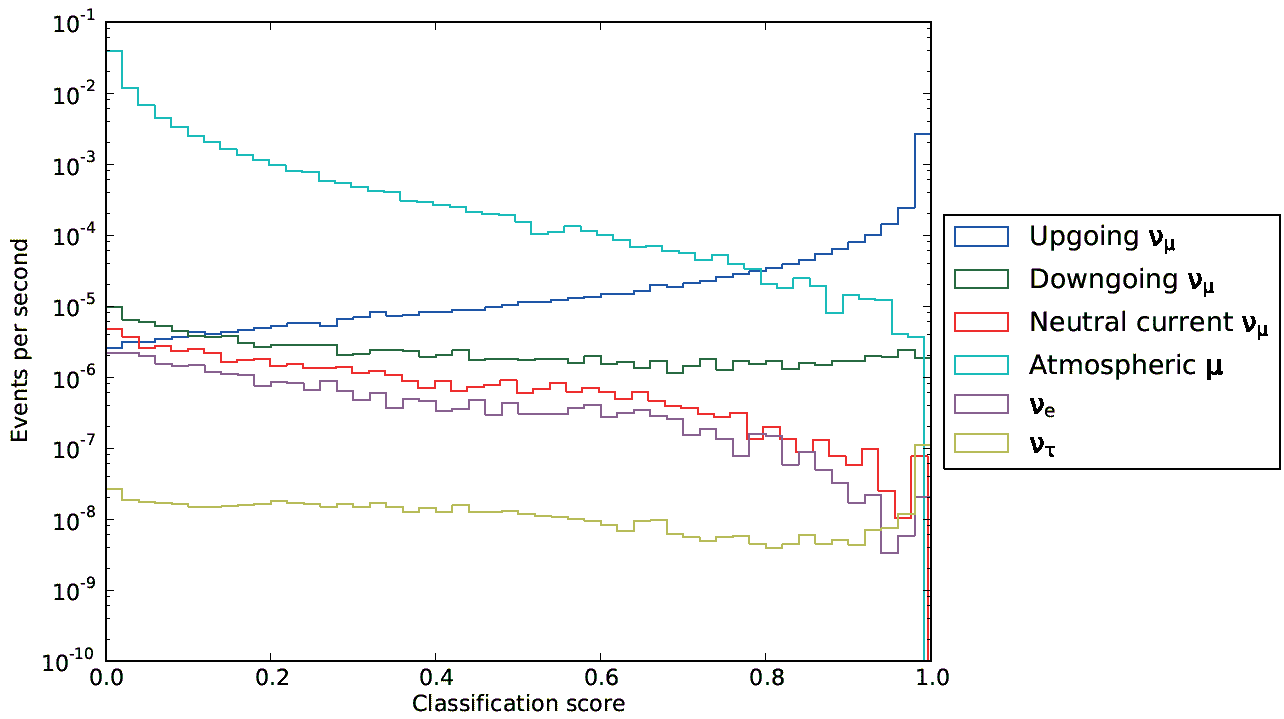 10⁻¹
10⁻²
10⁻³
10⁻⁴
10⁻⁵
10⁻⁶
10⁻⁷
10⁻⁸
10⁻⁹
10⁻¹⁰
Events per second
0.0 0.2 0.4 0.6 0.8 1.0
Classification score
Upgoing νμ
Downgoing νμ
Neutral current νμ
Atmospheric μ
νe
ντ